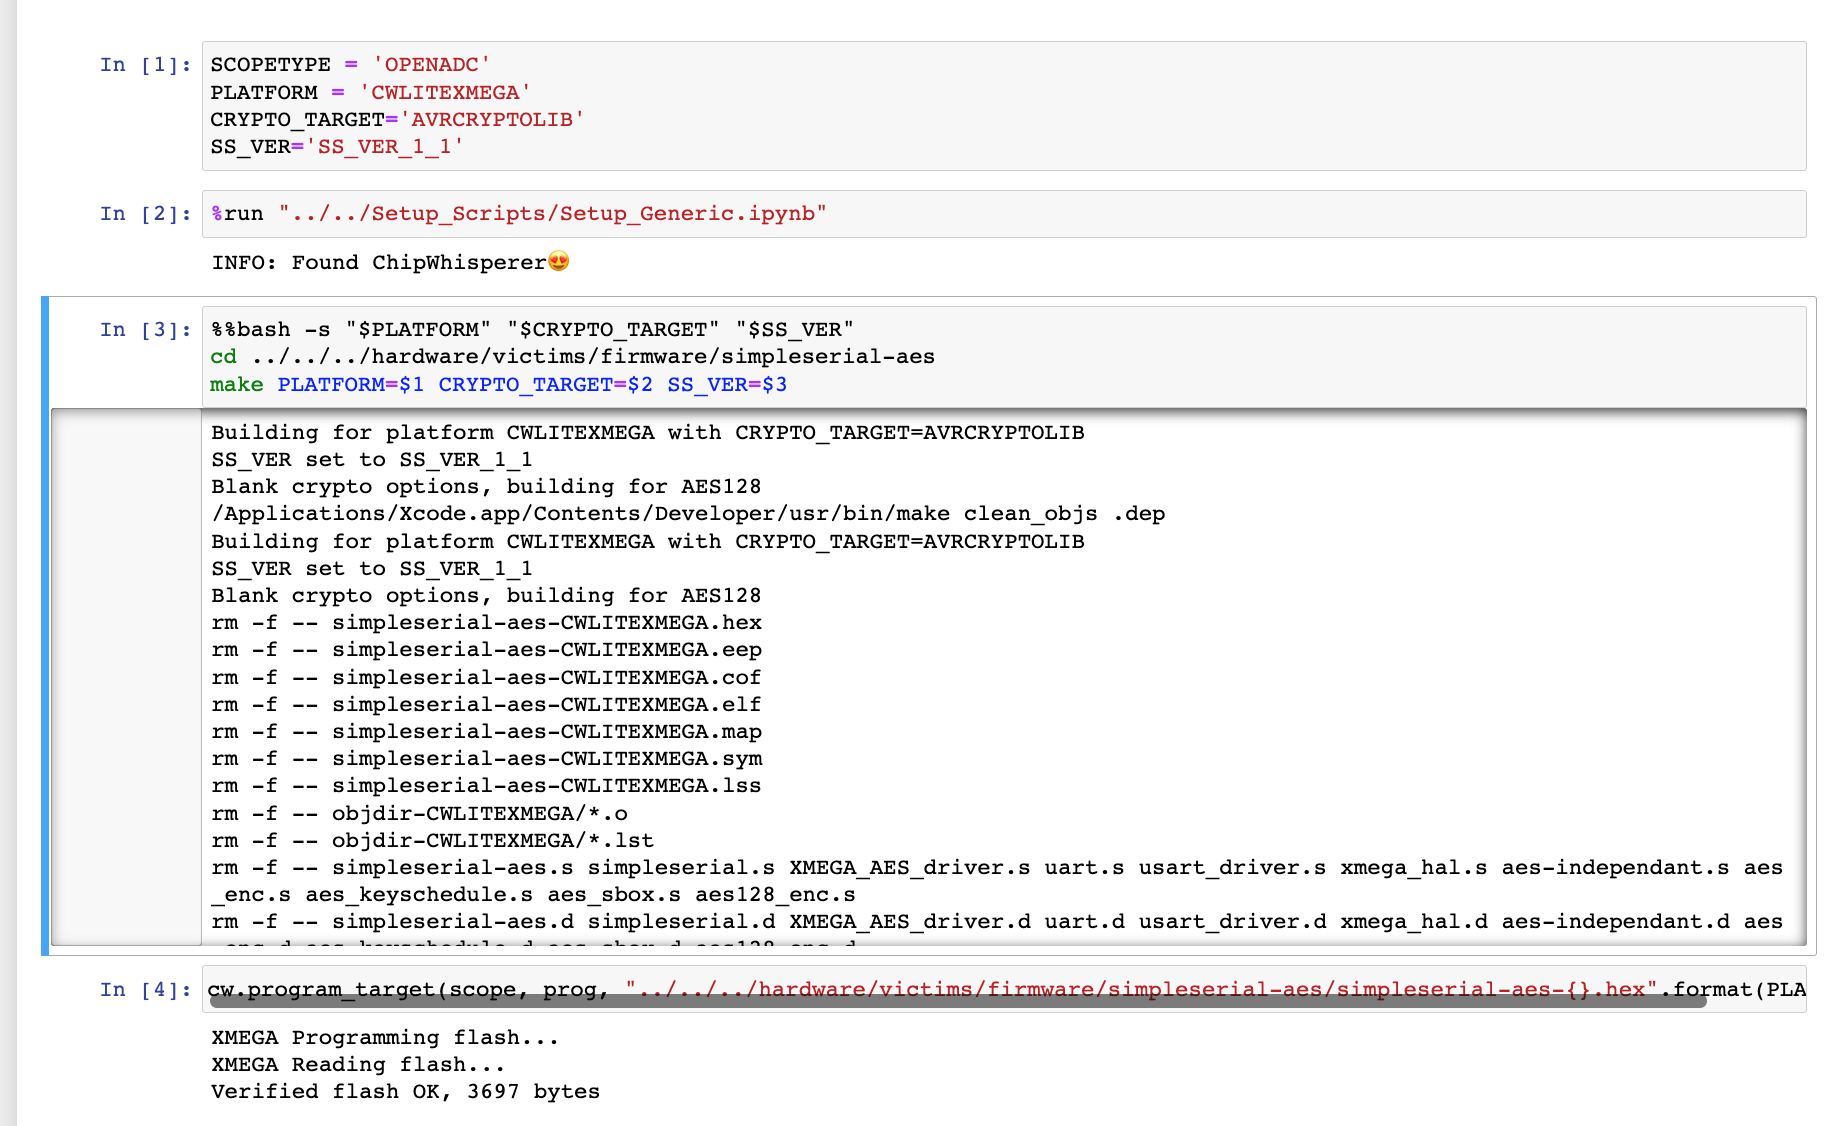 In [1]:
SCOPETYPE = 'OPENADC'
PLATFORM = 'CWLITEXMEGA'
CRYPTO_TARGET='AVRCRYPTOLIB'
SS_VER='SS_VER_1_1'
In [2]:
%run "../../Setup_Scripts/Setup_Generic.ipynb"
INFO: Found ChipWhisperer😍
In [3]:
%%bash -s "$PLATFORM" "$CRYPTO_TARGET" "$SS_VER"
cd ../../../hardware/victims/firmware/simpleserial-aes
make PLATFORM=$1 CRYPTO_TARGET=$2 SS_VER=$3
Building for platform CWLITEXMEGA with CRYPTO_TARGET=AVRCRYPTOLIB
SS_VER set to SS_VER_1_1
Blank crypto options, building for AES128
/Applications/Xcode.app/Contents/Developer/usr/bin/make clean_objs .dep
Building for platform CWLITEXMEGA with CRYPTO_TARGET=AVRCRYPTOLIB
SS_VER set to SS_VER_1_1
Blank crypto options, building for AES128
rm -f -- simpleserial-aes-CWLITEXMEGA.hex
rm -f -- simpleserial-aes-CWLITEXMEGA.eep
rm -f -- simpleserial-aes-CWLITEXMEGA.cof
rm -f -- simpleserial-aes-CWLITEXMEGA.elf
rm -f -- simpleserial-aes-CWLITEXMEGA.map
rm -f -- simpleserial-aes-CWLITEXMEGA.sym
rm -f -- simpleserial-aes-CWLITEXMEGA.lss
rm -f -- objdir-CWLITEXMEGA/*.o
rm -f -- objdir-CWLITEXMEGA/*.lst
rm -f -- simpleserial-aes.s simpleserial.s XMEGA_AES_driver.s uart.s usart_driver.s xmega_hal.s aes-independant.s aes
_enc.s aes_keyschedule.s aes_sbox.s aes128_enc.s
rm -f -- simpleserial-aes.d simpleserial.d XMEGA_AES_driver.d uart.d usart_driver.d xmega_hal.d aes-independant.d aes
_enc.d aes_keyschedule.d aes_sbox.d aes128_enc.d
In [4]:
cw.program_target(scope, prog, "../../../hardware/victims/firmware/simpleserial-aes/simpleserial-aes-{}.hex".format(PLA
XMEGA Programming flash...
XMEGA Reading flash...
Verified flash OK, 3697 bytes